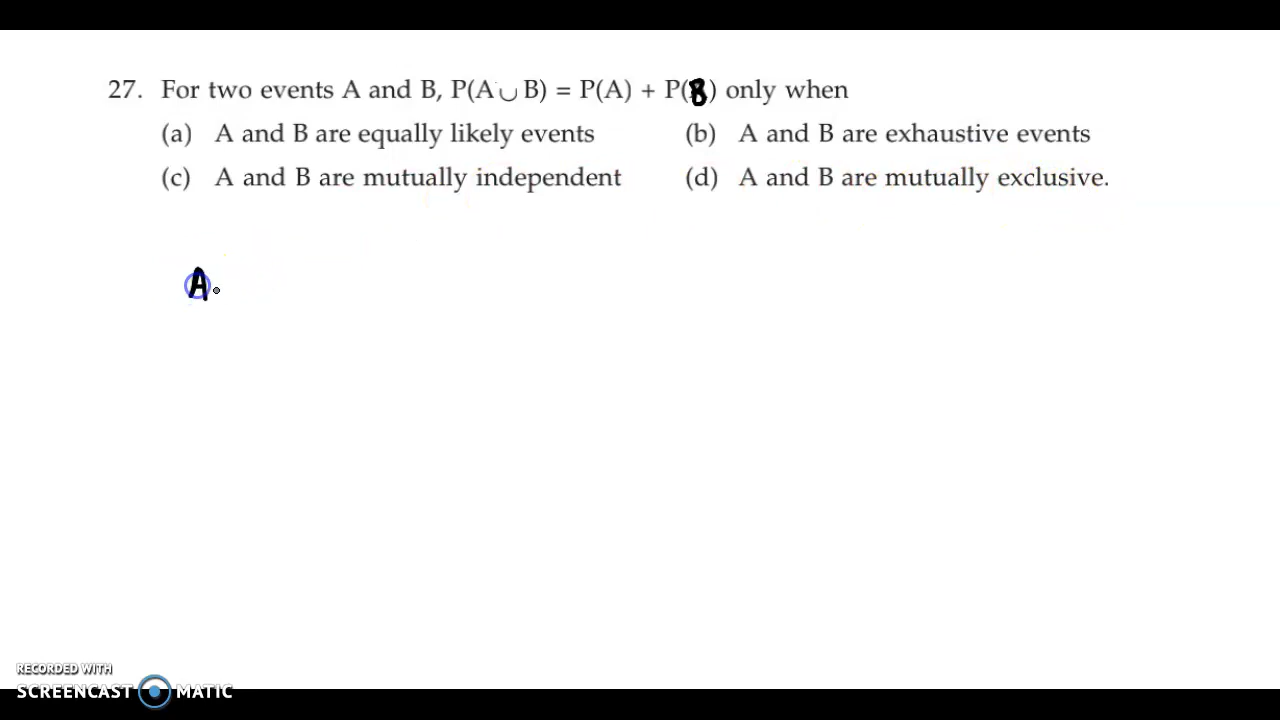 27. For two events A and B, P(A ∪ B) = P(A) + P(B) only when
(a) A and B are equally likely events (b) A and B are exhaustive events
(c) A and B are mutually independent (d) A and B are mutually exclusive.
A.
RECORDED WITH
SCREENCAST MATIC